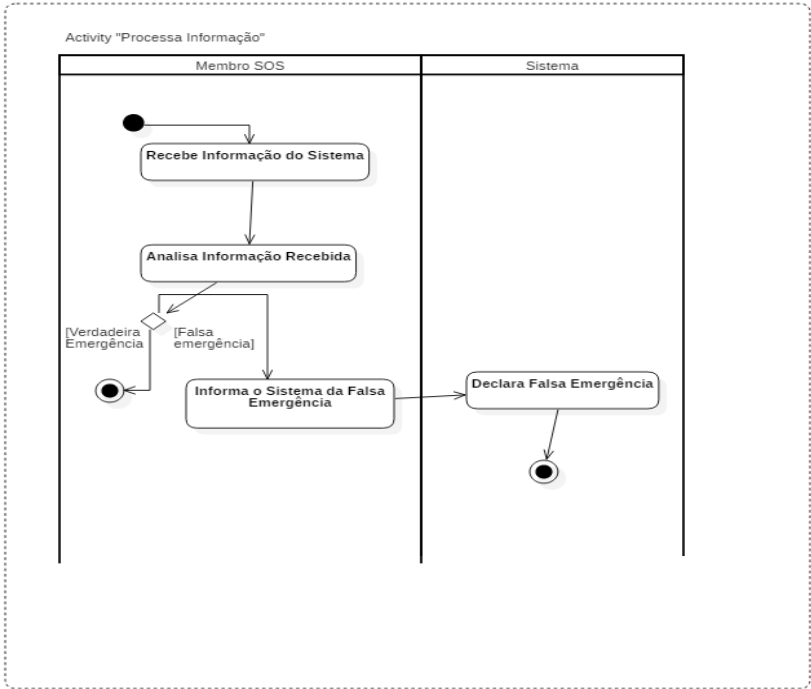 Activity "Processa Informação"
Membro SOS
Sistema
Recebe Informação do Sistema
Analisa Informação Recebida
[Verdadeira
Emergência
[Falsa
emergência]
Informa o Sistema da Falsa
Emergência
Declara Falsa Emergência